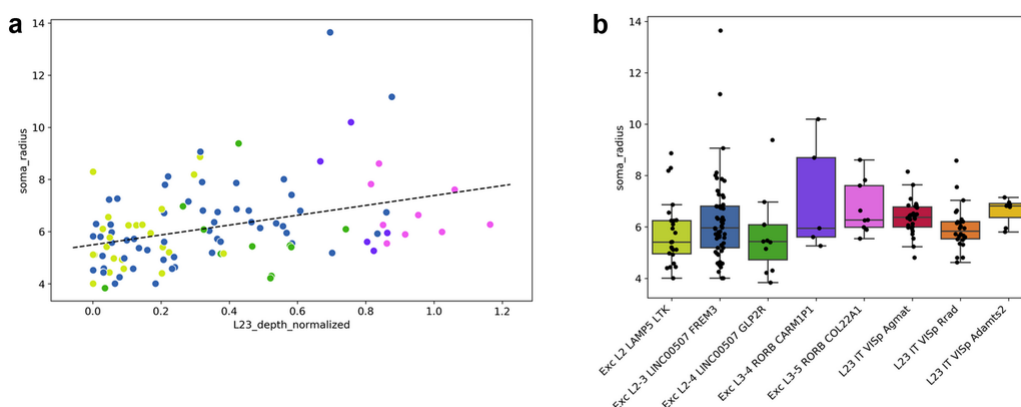 a
14
12
10
8
6
4
soma_radius
0.0 0.2 0.4 0.6 0.8 1.0 1.2
L23_depth_normalized
b
14
12
10
8
6
4
soma_radius
Exc L2 LAMP5 LTK
Exc L2-3 LINC00507 FREM3
Exc L2-4 LINC00507 GLP2R
Exc L3-4 RORB CARM1P1
Exc L3-5 RORB COL22A1
L23 IT VISp Agmat
L23 IT VISp Rrad
L23 IT VISp Adamts2